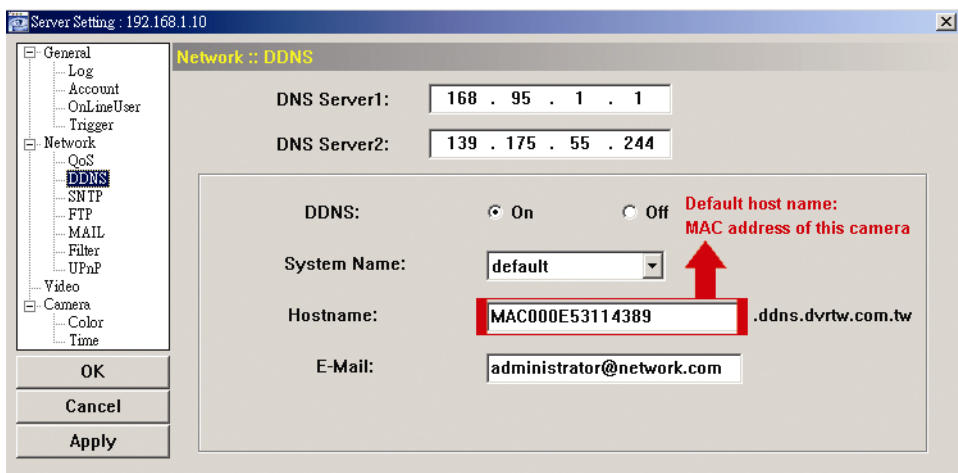 Server Setting : 192.168.1.10
General
Log
Account
OnLineUser
Trigger
Network
QoS
DDNS
SNTP
FTP
MAIL
Filter
UPnP
Video
Camera
Color
Time
OK
Cancel
Apply
Network :: DDNS
DNS Server1: 168 . 95 . 1 . 1
DNS Server2: 139 . 175 . 55 . 244
DDNS: On Off
Default host name:
MAC address of this camera
System Name: default
Hostname: MAC000E53114389 .ddns.dvrtw.com.tw
E-Mail: administrator@network.com